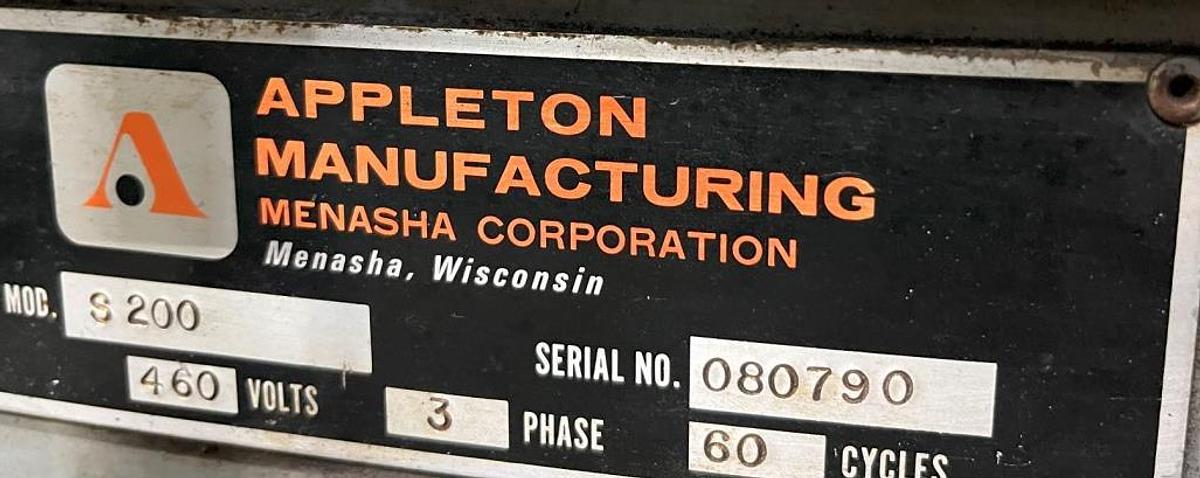 APPLETON
MANUFACTURING
MENASHA CORPORATION
Menasha, Wisconsin
MOD. S 200
SERIAL NO. 080790
460 VOLTS 3 PHASE 60 CYCLES